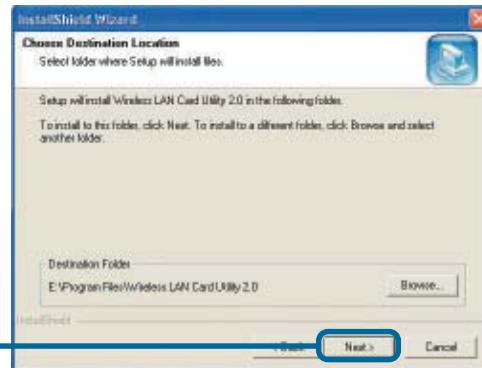 InstallShield Wizard
Choose Destination Location
Select folder where Setup will install files.
Setup will install Wireless LAN Card Utility 2.0 in the following folder.
To install to this folder, click Next. To install to a different folder, click Browse and select
another folder.
Destination Folder
E:\Program Files\Wireless LAN Card Utility 2.0
Browse...
InstallShield
< Back
Next >
Cancel